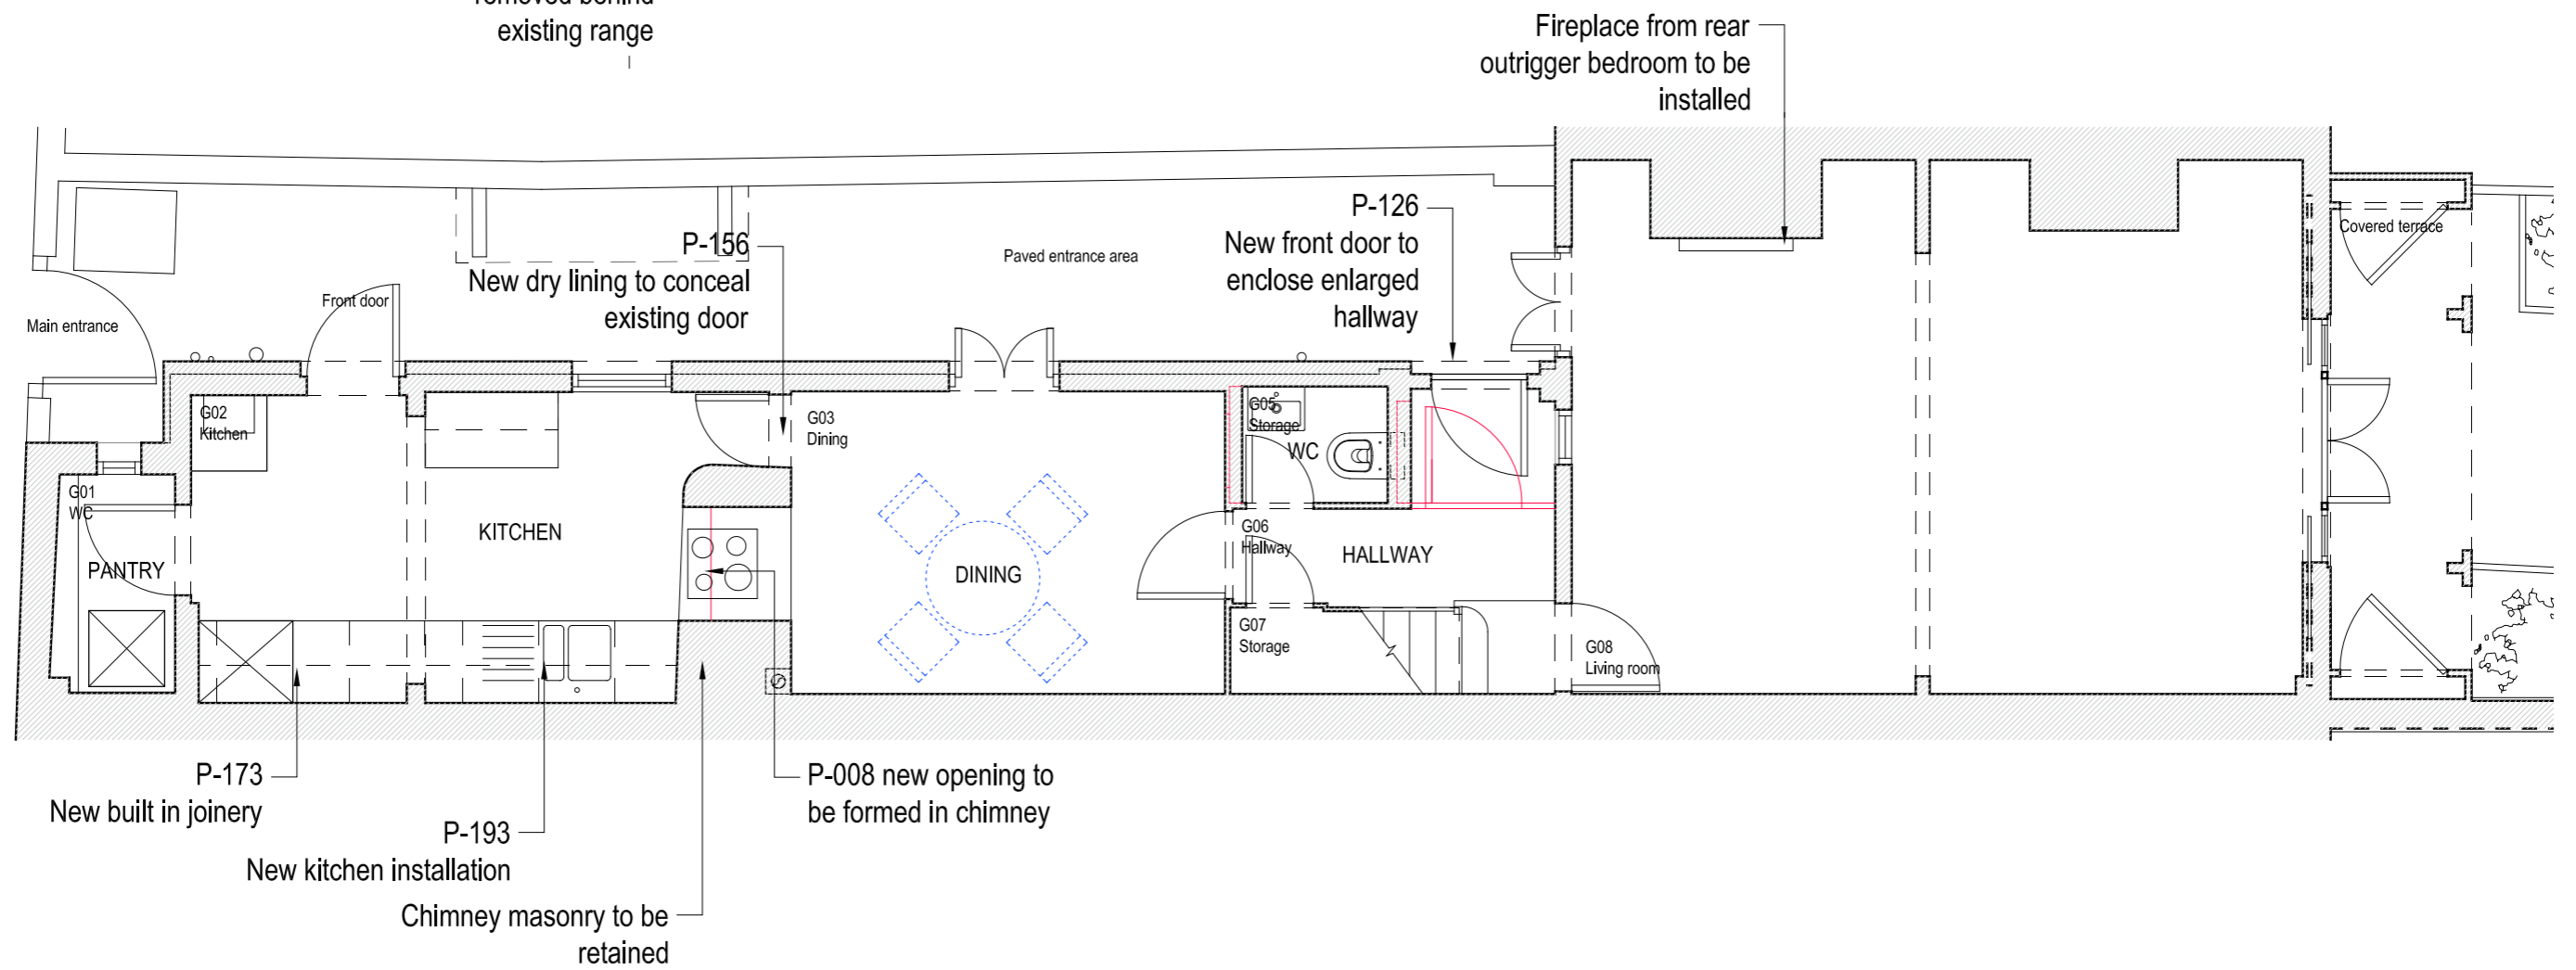 removed behind
existing range
Fireplace from rear
outrigger bedroom to be
installed
P-156
New dry lining to conceal
existing door
Paved entrance area
P-126
New front door to
enclose enlarged
hallway
Covered terrace
Main entrance
Front door
G02
Kitchen
G03
Dining
G05
Storage
WC
G01
WC
PANTRY
KITCHEN
DINING
G06
Hallway
HALLWAY
G07
Storage
G08
Living room
P-173
New built in joinery
P-193
New kitchen installation
P-008 new opening to
be formed in chimney
Chimney masonry to be
retained